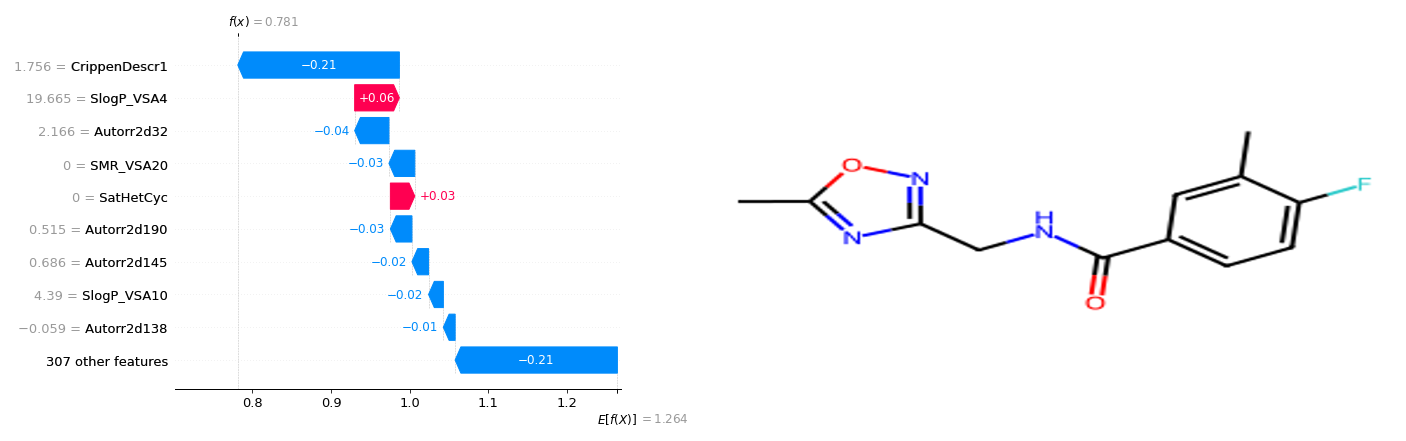 f(x) = 0.781
1.756 = CrippenDescr1
−0.21
19.665 = SlogP_VSA4
+0.06
2.166 = Autorr2d32
−0.04
0 = SMR_VSA20
−0.03
0 = SatHetCyc
+0.03
0.515 = Autorr2d190
−0.03
0.686 = Autorr2d145
−0.02
4.39 = SlogP_VSA10
−0.02
−0.059 = Autorr2d138
−0.01
307 other features
−0.21
0.8 0.9 1.0 1.1 1.2
E[f(X)] = 1.264
O
N
N
H
N
O
F